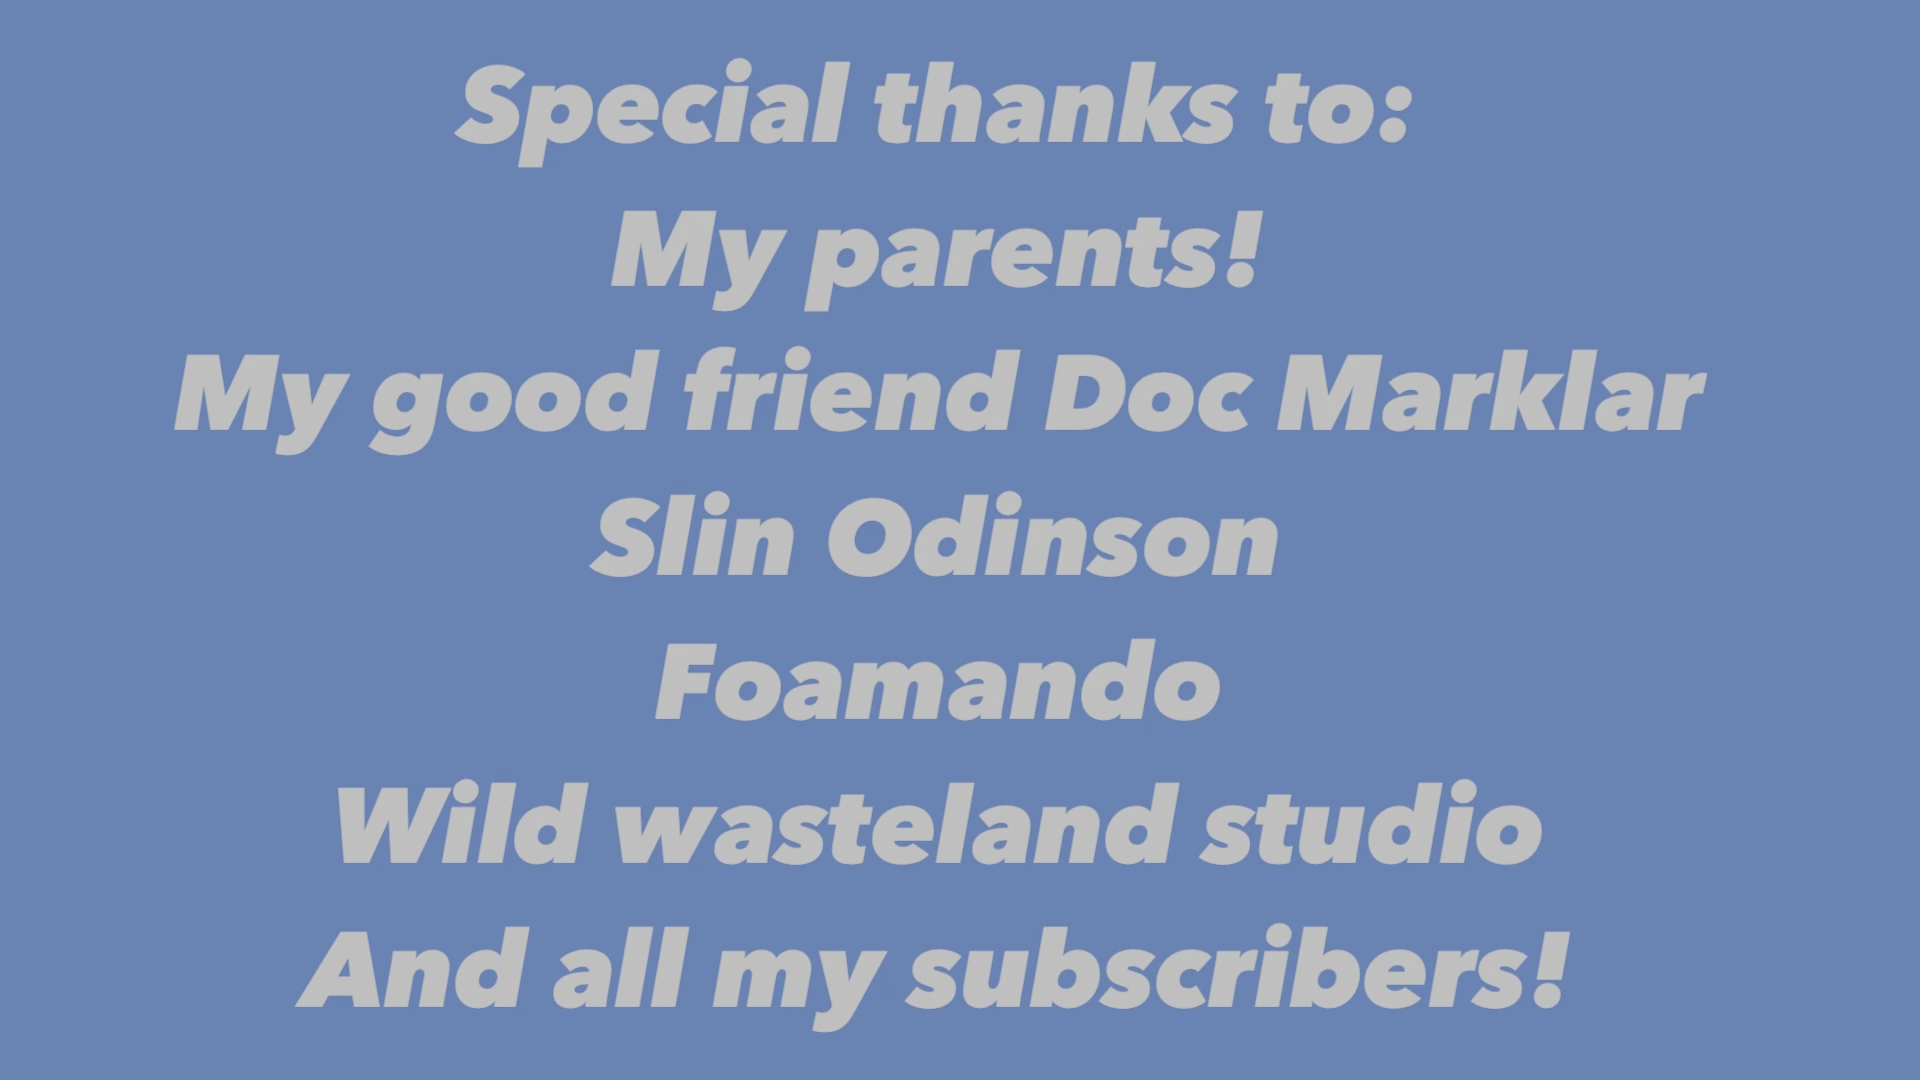 Special thanks to:
My parents!
My good friend Doc Marklar
Slin Odinson
Foamando
Wild wasteland studio
And all my subscribers!